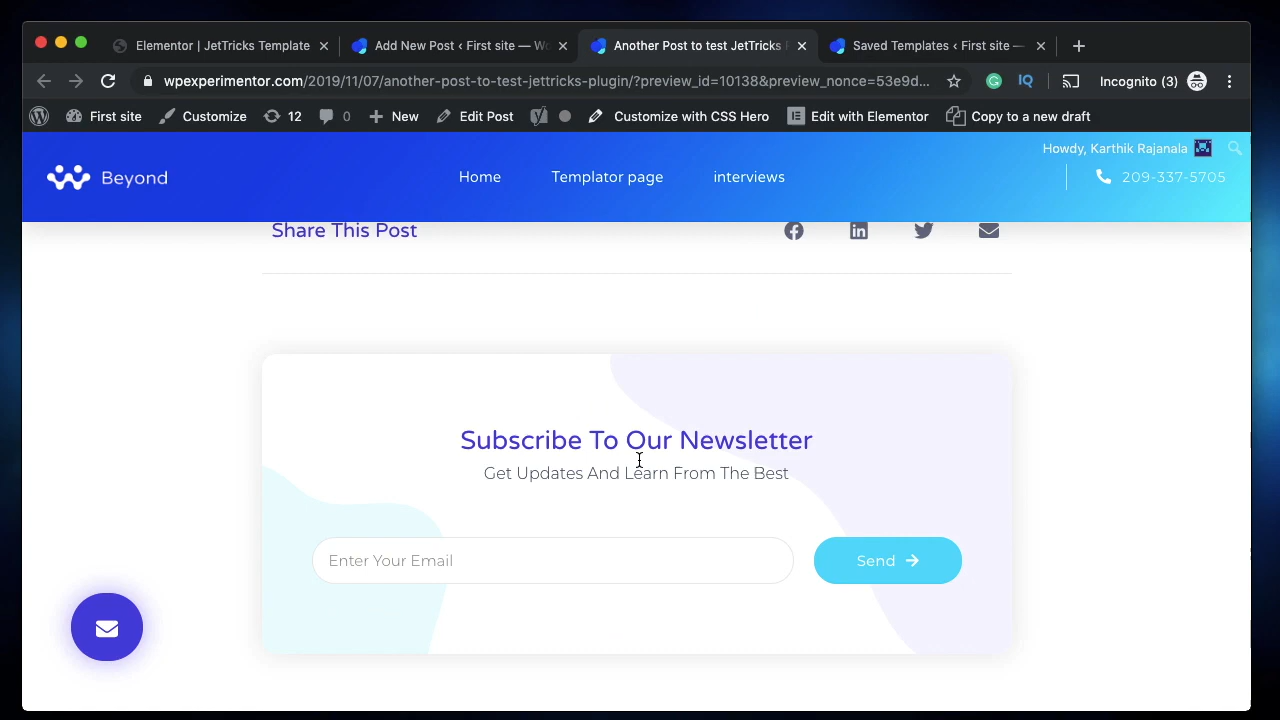 Elementor | JetTricks Template
Add New Post ‹ First site — Wo
Another Post to test JetTricks
Saved Templates ‹ First site —
wpexperimentor.com/2019/11/07/another-post-to-test-jettricks-plugin/?preview_id=10138&preview_nonce=53e9d...
IQ
Incognito (3)
First site
Customize
12
0
New
Edit Post
Customize with CSS Hero
Edit with Elementor
Copy to a new draft
Howdy, Karthik Rajanala
Beyond
Home
Templator page
interviews
209-337-5705
Share This Post
Subscribe To Our Newsletter
Get Updates And Learn From The Best
Enter Your Email
Send